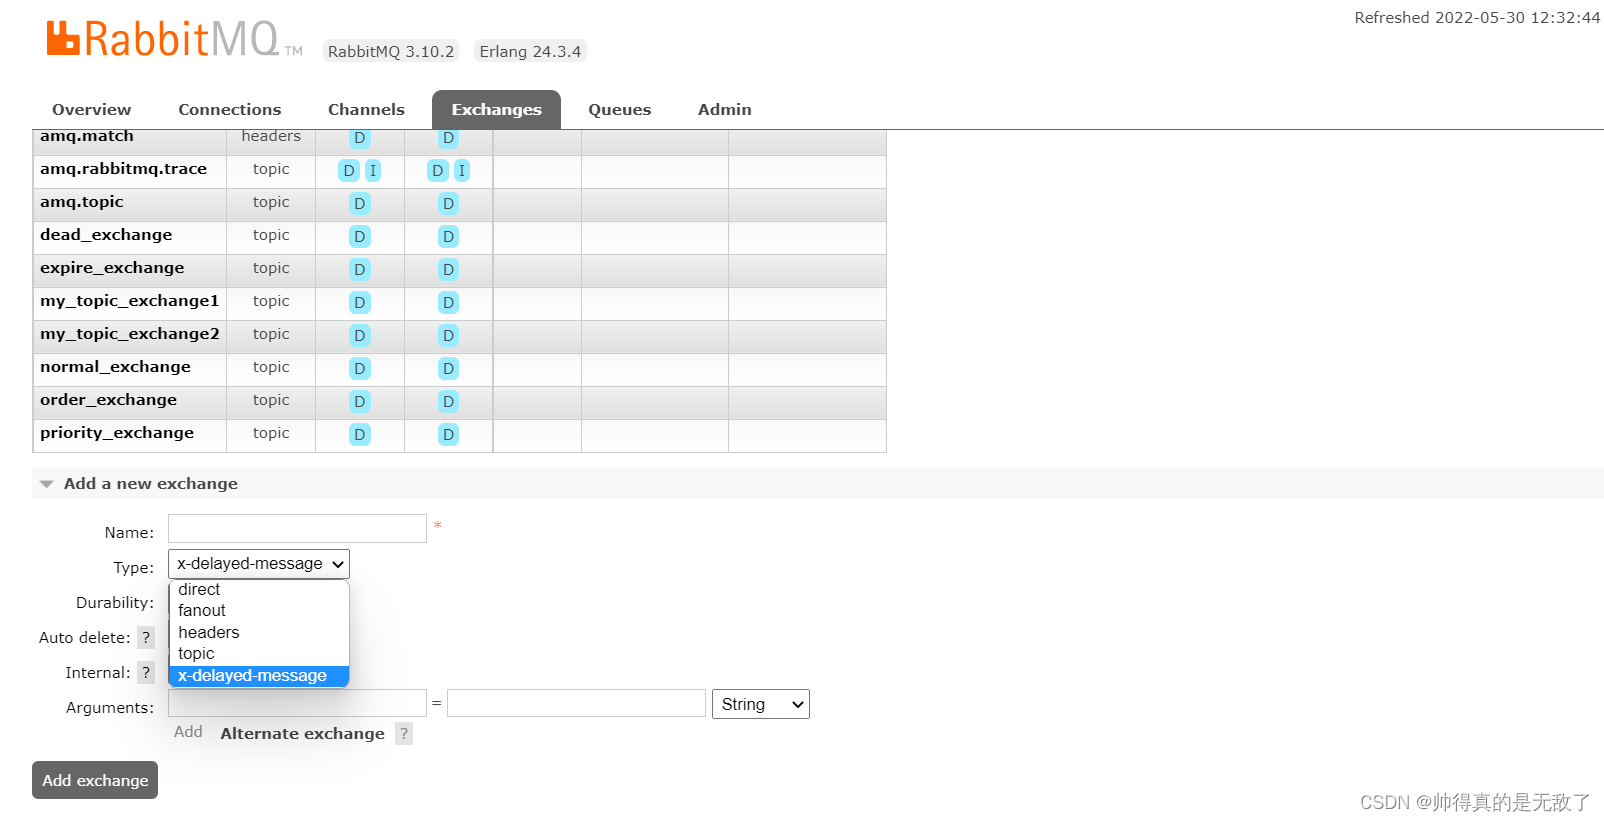 Refreshed 2022-05-30 12:32:44
RabbitMQ TM RabbitMQ 3.10.2 Erlang 24.3.4
Overview Connections Channels Exchanges Queues Admin
amq.match headers D D
amq.rabbitmq.trace topic D I D I
amq.topic topic D D
dead_exchange topic D D
expire_exchange topic D D
my_topic_exchange1 topic D D
my_topic_exchange2 topic D D
normal_exchange topic D D
order_exchange topic D D
priority_exchange topic D D
Add a new exchange
Name: *
Type: x-delayed-message
direct
Durability:
fanout
headers
Auto delete: ?
topic
Internal: ? x-delayed-message
Arguments: = String
Add Alternate exchange ?
Add exchange
CSDN @帅得真的是无敌了